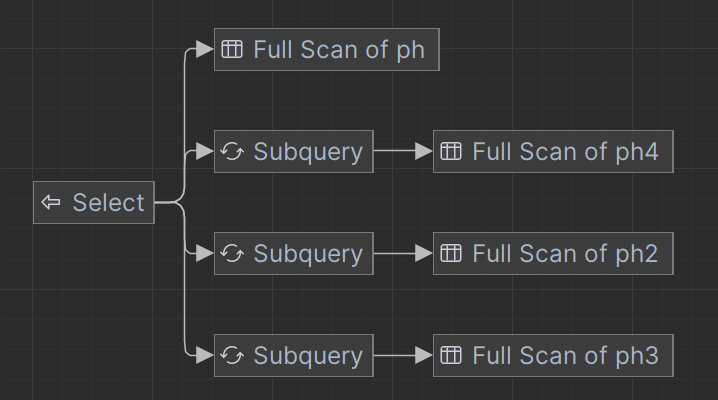 Full Scan of ph
Subquery
Full Scan of ph4
Select
Subquery
Full Scan of ph2
Subquery
Full Scan of ph3